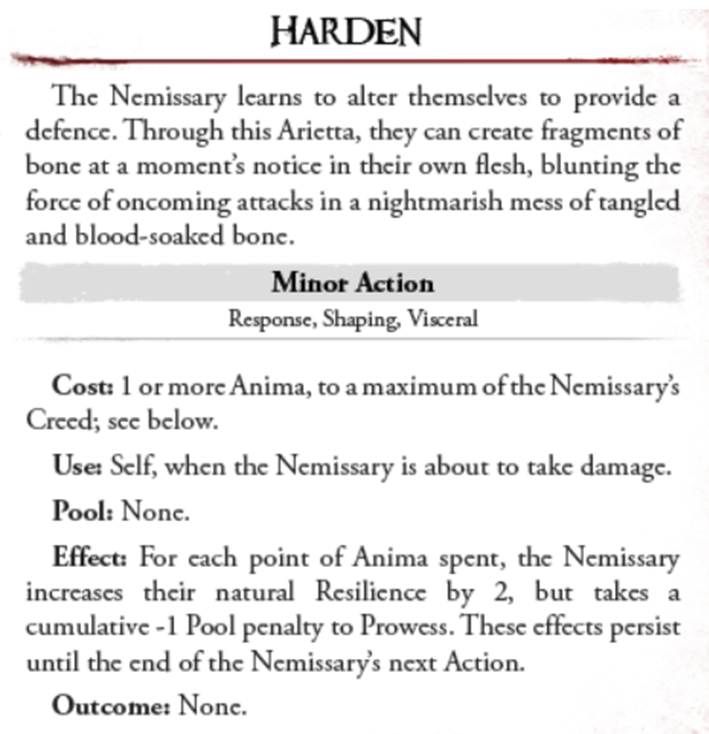 HARDEN
The Nemissary learns to alter themselves to provide a
defence. Through this Arietta, they can create fragments of
bone at a moment's notice in their own flesh, blunting the
force of oncoming attacks in a nightmarish mess of tangled
and blood-soaked bone.
Minor Action
Response, Shaping, Visceral
Cost: 1 or more Anima, to a maximum of the Nemissary's
Creed; see below.
Use: Self, when the Nemissary is about to take damage.
Pool: None.
Effect: For each point of Anima spent, the Nemissary
increases their natural Resilience by 2, but takes a
cumulative -1 Pool penalty to Prowess. These effects persist
until the end of the Nemissary's next Action.
Outcome: None.